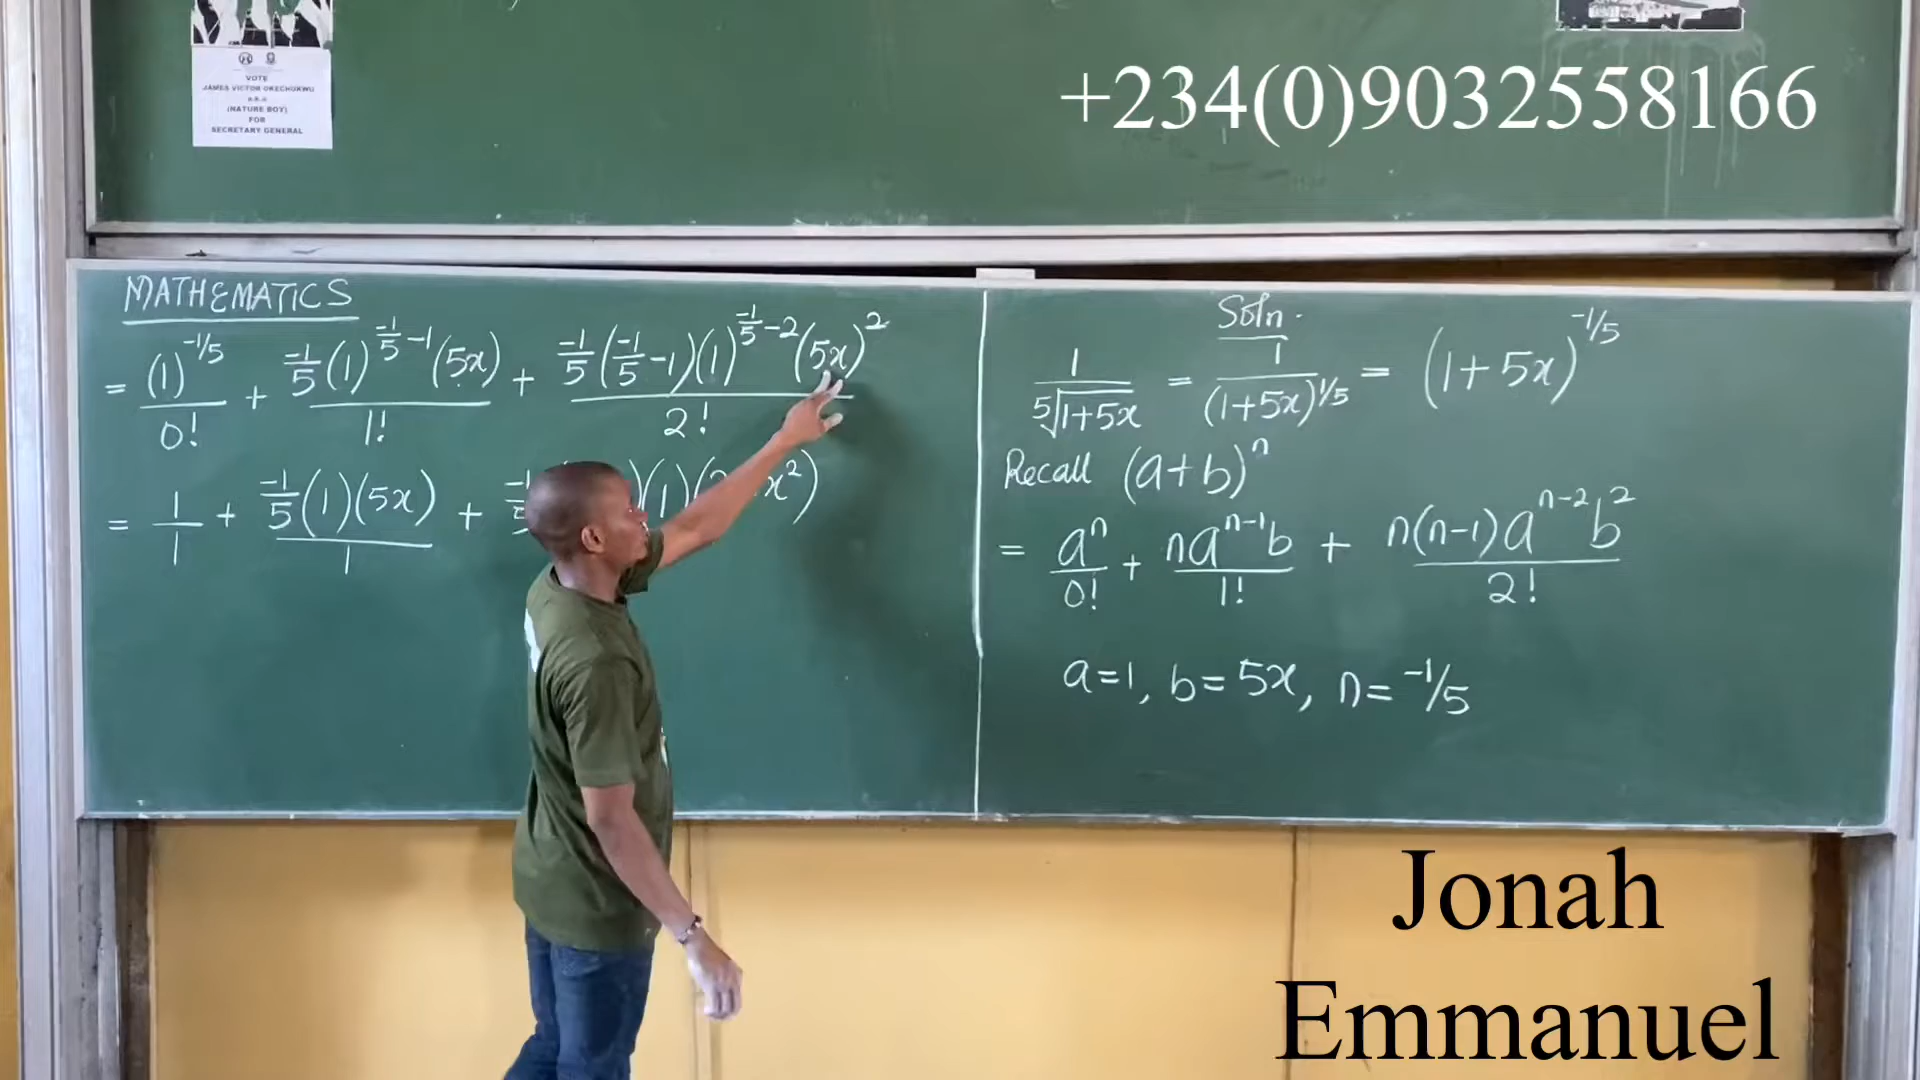 VOTE
JAMES VICTOR OKECHUKWU
a.k.a
(NATURE BOY)
FOR
SECRETARY GENERAL
+234(0)9032558166
MATHEMATICS
= (1)^{-1/5}/0! + -1/5(1)^{-1/5-1}(5x)/1! + -1/5(-1/5-1)(1)^{-1/5-2}(5x)^2/2!
= 1/1 + -1/5(1)(5x)/1 + (1)( x²)
Soln.
1/⁵√(1+5x) = 1/(1+5x)^{1/5} = (1+5x)^{-1/5}
Recall (a+b)^n
= a^n/0! + na^{n-1}b/1! + n(n-1)a^{n-2}b²/2!
a=1, b=5x, n=-1/5
Jonah
Emmanuel